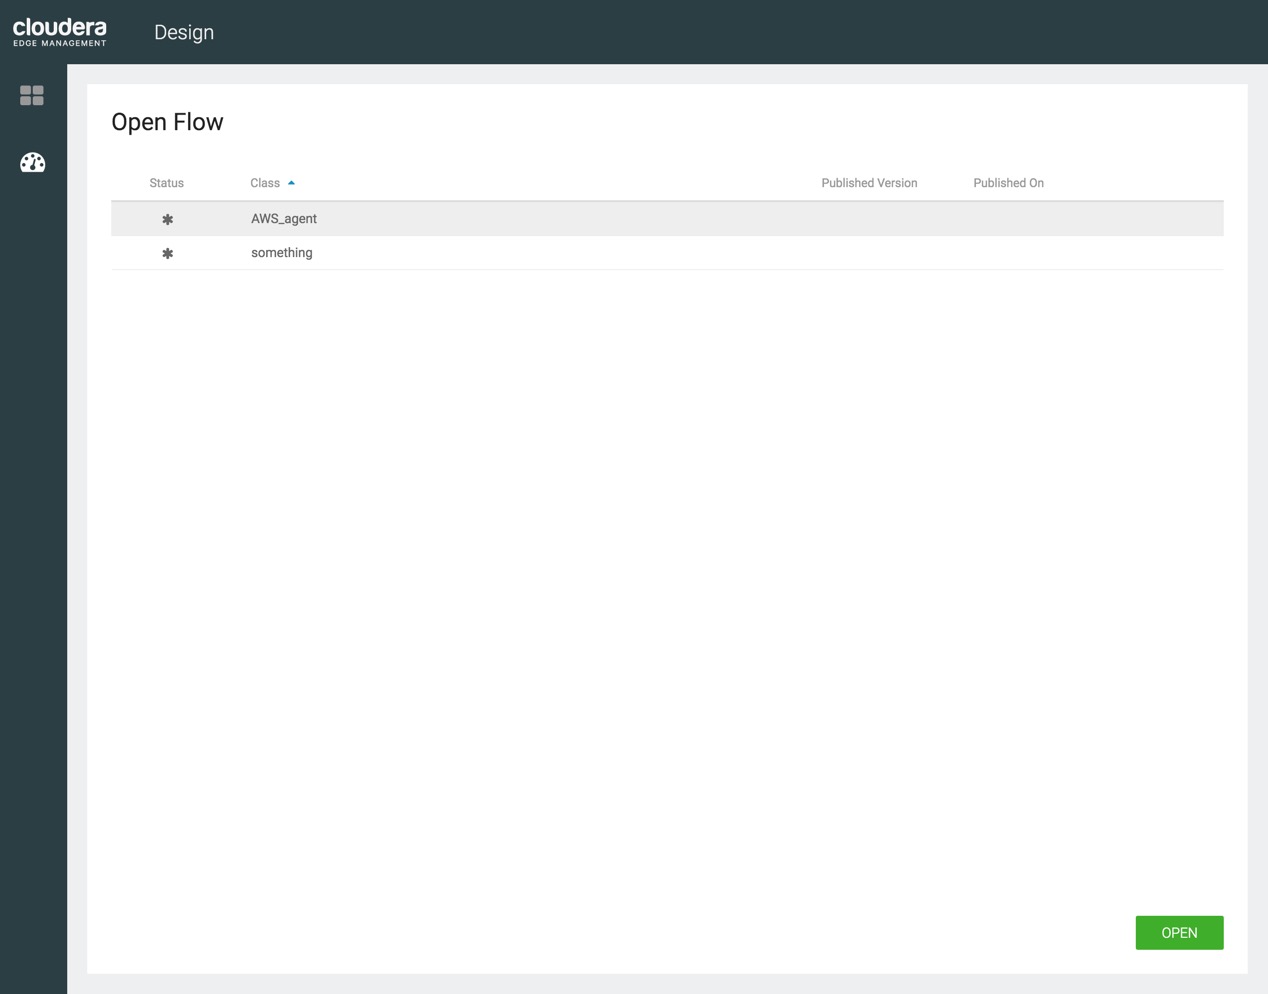 cloudera
EDGE MANAGEMENT
Design
Open Flow
Status Class Published Version Published On
AWS_agent
something
OPEN